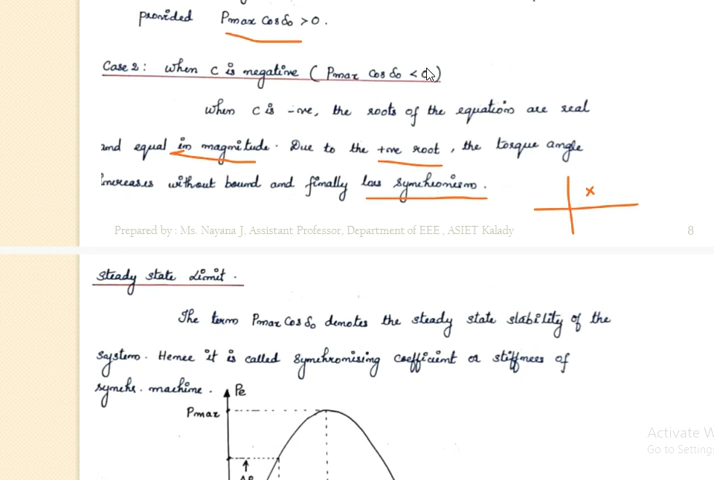 provided Pmax Cos δ0 > 0.
Case 2: When C is negative ( Pmax Cos δ0 < 0)
When C is -ve, the roots of the equations are real
and equal in magnitude. Due to the +ve root, the torque angle
increases without bound and finally loss synchronism.
x
Prepared by : Ms. Nayana J, Assistant Professor, Department of EEE , ASIET Kalady 8
Steady state Limit.
The term Pmax Cos δ0 denotes the steady state stability of the
system. Hence it is called Synchronising coefficient or stiffness of
synchr. machine.
Pe
Pmax
Activate W
Go to Setting